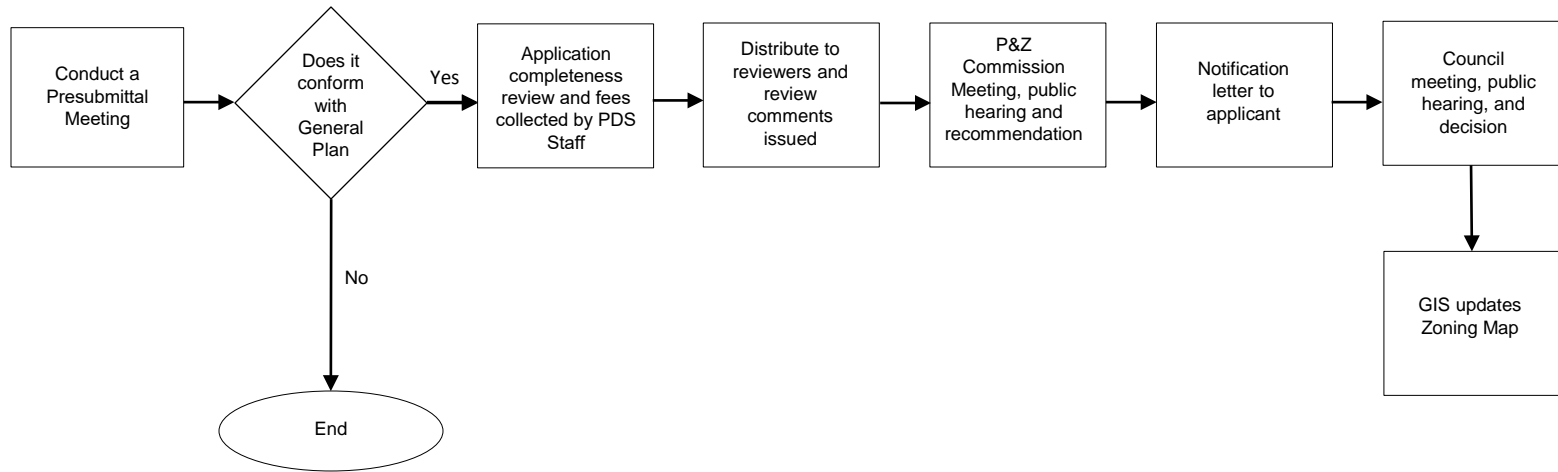 Conduct a
Presubmittal
Meeting
Does it
conform
with
General
Plan
Yes
Application
completeness
review and fees
collected by PDS
Staff
Distribute to
reviewers and
review
comments
issued
P&Z
Commission
Meeting, public
hearing and
recommendation
Notification
letter to
applicant
Council
meeting, public
hearing, and
decision
No
GIS updates
Zoning Map
End